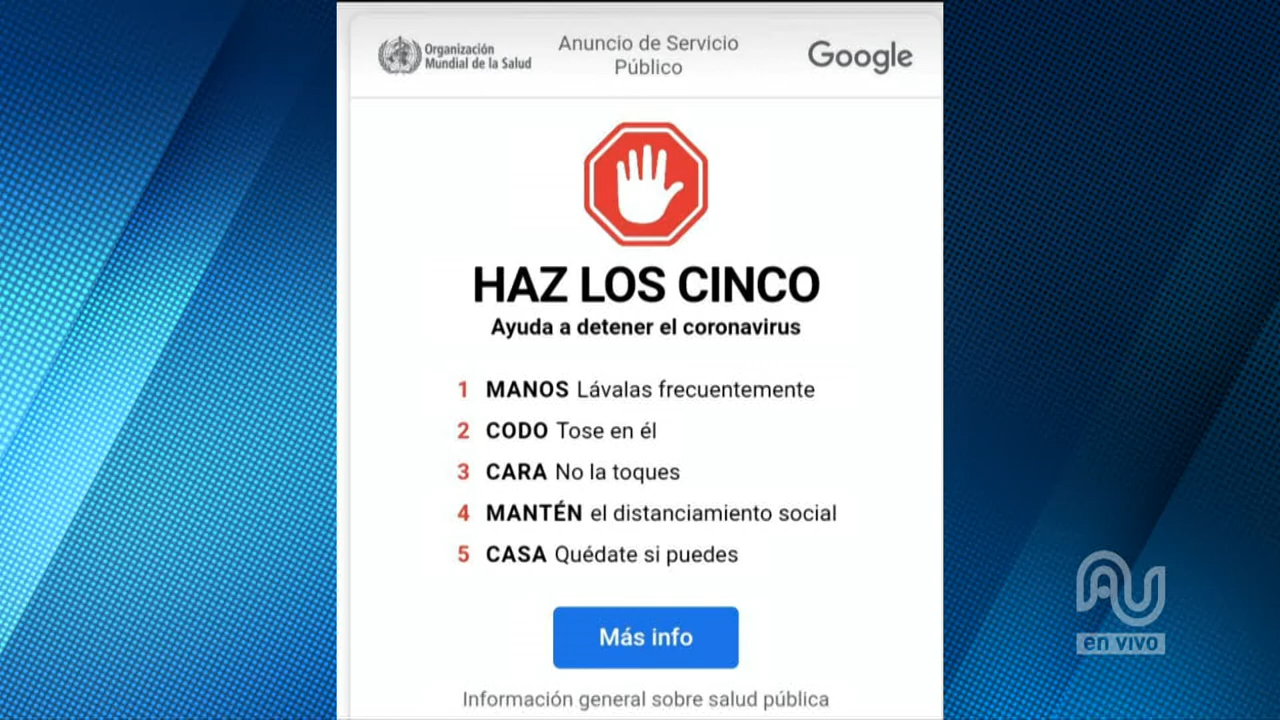 Organización
Mundial de la Salud
Anuncio de Servicio
Público
Google
HAZ LOS CINCO
Ayuda a detener el coronavirus
1 MANOS Lávalas frecuentemente
2 CODO Tose en él
3 CARA No la toques
4 MANTÉN el distanciamiento social
5 CASA Quédate si puedes
Más info
Información general sobre salud pública
AU
en vivo